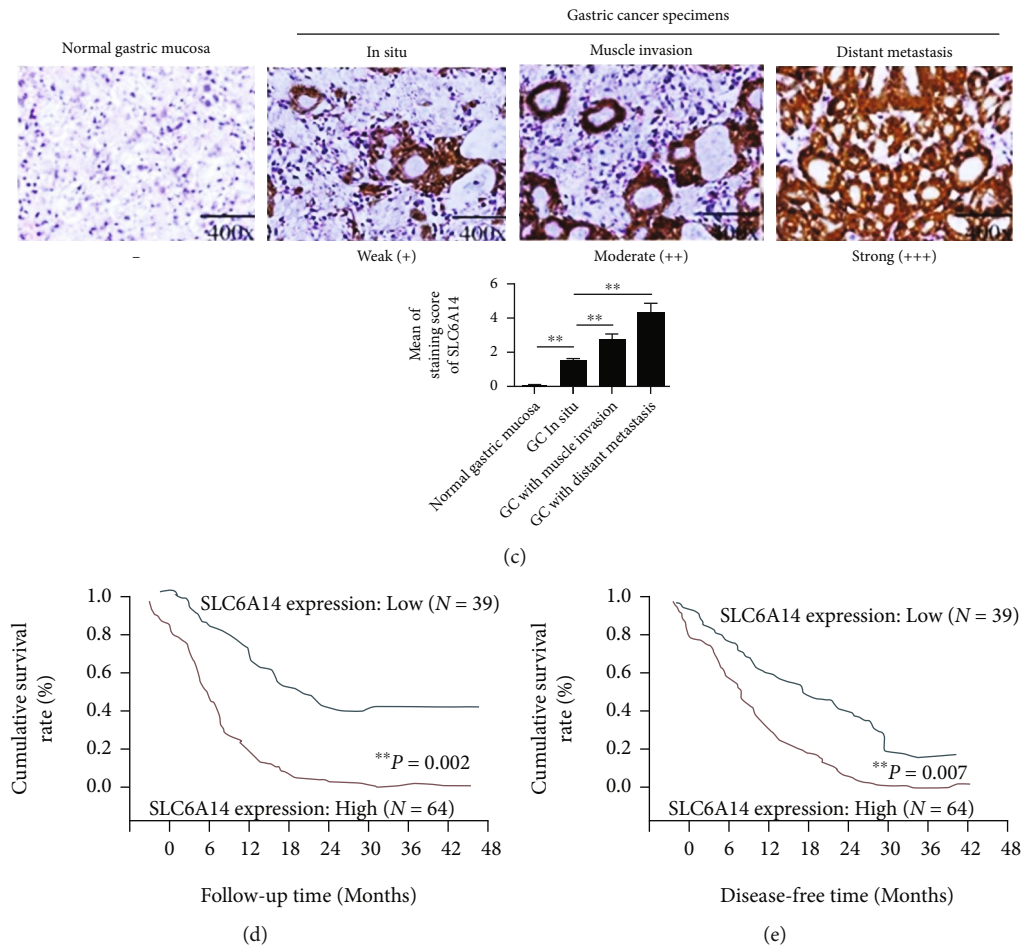 Gastric cancer specimens
Normal gastric mucosa
In situ
Muscle invasion
Distant metastasis
400x
400x
400x
400x
–
Weak (+)
Moderate (++)
Strong (+++)
Mean of
staining score
of SLC6A14
6
4
2
0
**
**
**
Normal gastric mucosa
GC In situ
GC with muscle invasion
GC with distant metastasis
(c)
Cumulative survival
rate (%)
1.0
0.8
0.6
0.4
0.2
0.0
SLC6A14 expression: Low (N = 39)
**P = 0.002
SLC6A14 expression: High (N = 64)
0 6 12 18 24 30 36 42 48
Follow-up time (Months)
(d)
Cumulative survival
rate (%)
1.0
0.8
0.6
0.4
0.2
0.0
SLC6A14 expression: Low (N = 39)
**P = 0.007
SLC6A14 expression: High (N = 64)
0 6 12 18 24 30 36 42 48
Disease-free time (Months)
(e)